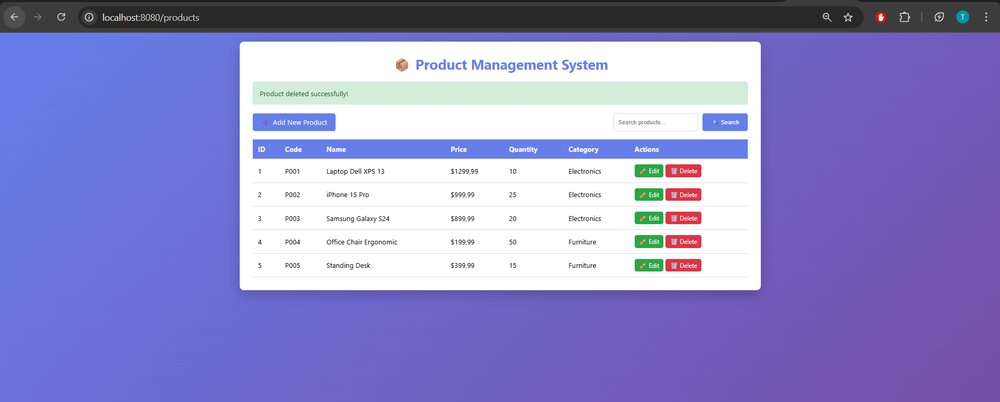 localhost:8080/products
T
Product Management System
Product deleted successfully!
Add New Product
Search products...
Search
ID Code Name Price Quantity Category Actions
1 P001 Laptop Dell XPS 13 $1299,99 10 Electronics Edit Delete
2 P002 iPhone 15 Pro $999,99 25 Electronics Edit Delete
3 P003 Samsung Galaxy S24 $899,99 20 Electronics Edit Delete
4 P004 Office Chair Ergonomic $199,99 50 Furniture Edit Delete
5 P005 Standing Desk $399,99 15 Furniture Edit Delete